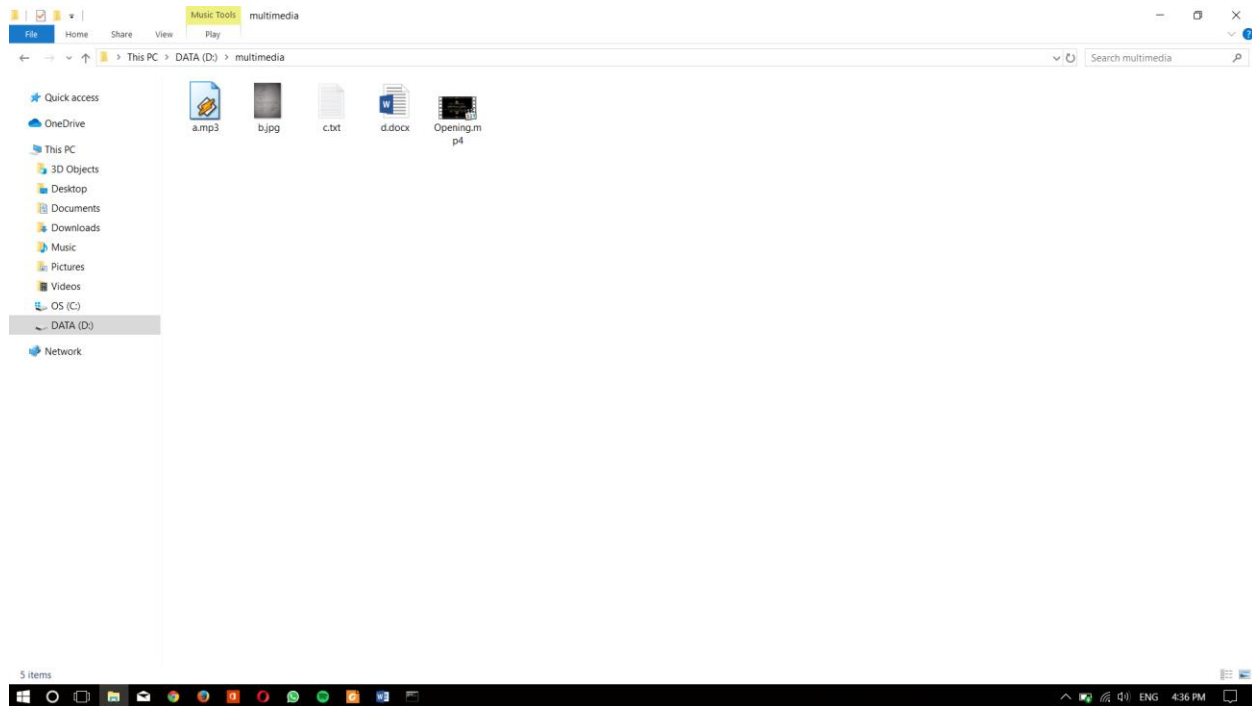 Music Tools multimedia
File Home Share View Play
> This PC > DATA (D:) > multimedia
Search multimedia
Quick access
OneDrive
This PC
3D Objects
Desktop
Documents
Downloads
Music
Pictures
Videos
OS (C:)
DATA (D:)
Network
a.mp3 b.jpg c.txt d.docx Opening.m
p4
5 items
ENG 4:36 PM